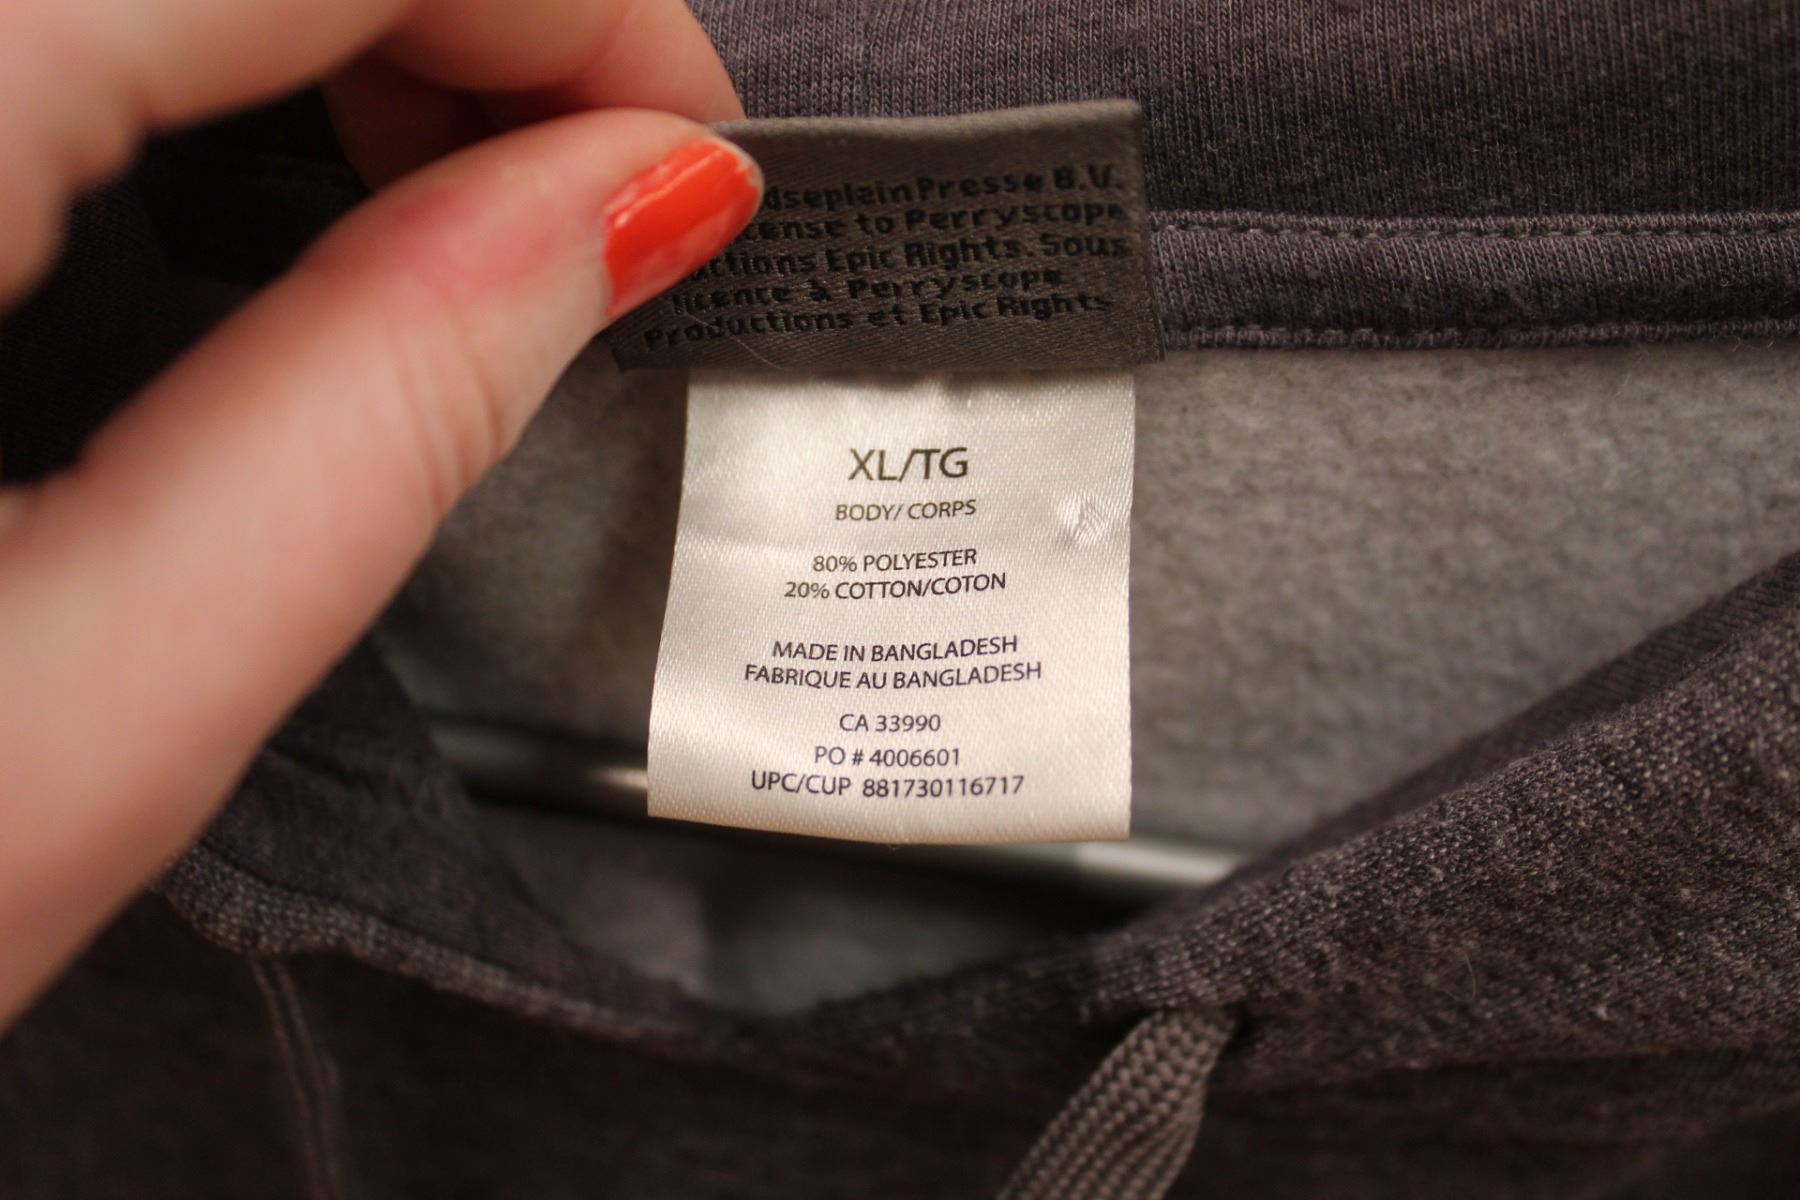 Presse B.V.
to Perryscope
Epic Rights. Sous
licence à Perryscope
Productions et Epic Rights
XL/TG
BODY/ CORPS
80% POLYESTER
20% COTTON/COTON
MADE IN BANGLADESH
FABRIQUE AU BANGLADESH
CA 33990
PO # 4006601
UPC/CUP 881730116717